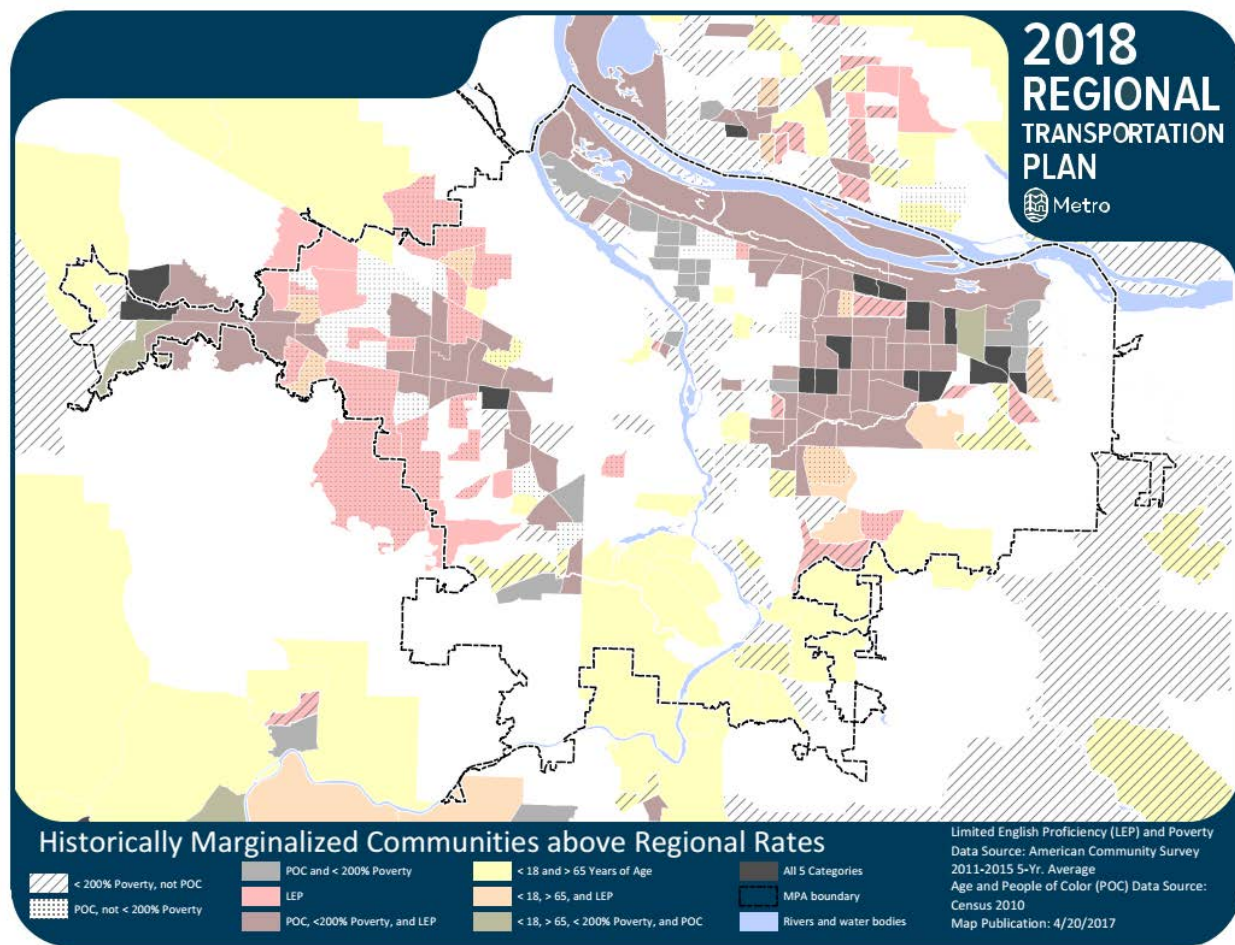 2018
REGIONAL
TRANSPORTATION
PLAN
Metro
Historically Marginalized Communities above Regional Rates
< 200% Poverty, not POC
POC, not < 200% Poverty
POC and < 200% Poverty
LEP
POC, <200% Poverty, and LEP
< 18 and > 65 Years of Age
< 18, > 65, and LEP
< 18, > 65, < 200% Poverty, and POC
All 5 Categories
MPA boundary
Rivers and water bodies
Limited English Proficiency (LEP) and Poverty
Data Source: American Community Survey
2011-2015 5-Yr. Average
Age and People of Color (POC) Data Source:
Census 2010
Map Publication: 4/20/2017